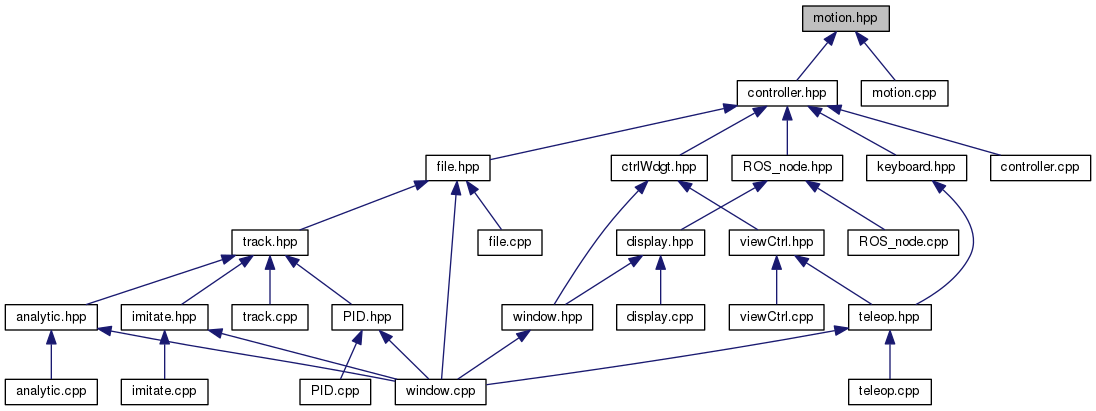 motion.hpp
controller.hpp
motion.cpp
file.hpp
ctrlWdgt.hpp
ROS_node.hpp
keyboard.hpp
controller.cpp
track.hpp
file.cpp
display.hpp
viewCtrl.hpp
ROS_node.cpp
analytic.hpp
imitate.hpp
track.cpp
PID.hpp
window.hpp
display.cpp
viewCtrl.cpp
teleop.hpp
analytic.cpp
imitate.cpp
PID.cpp
window.cpp
teleop.cpp